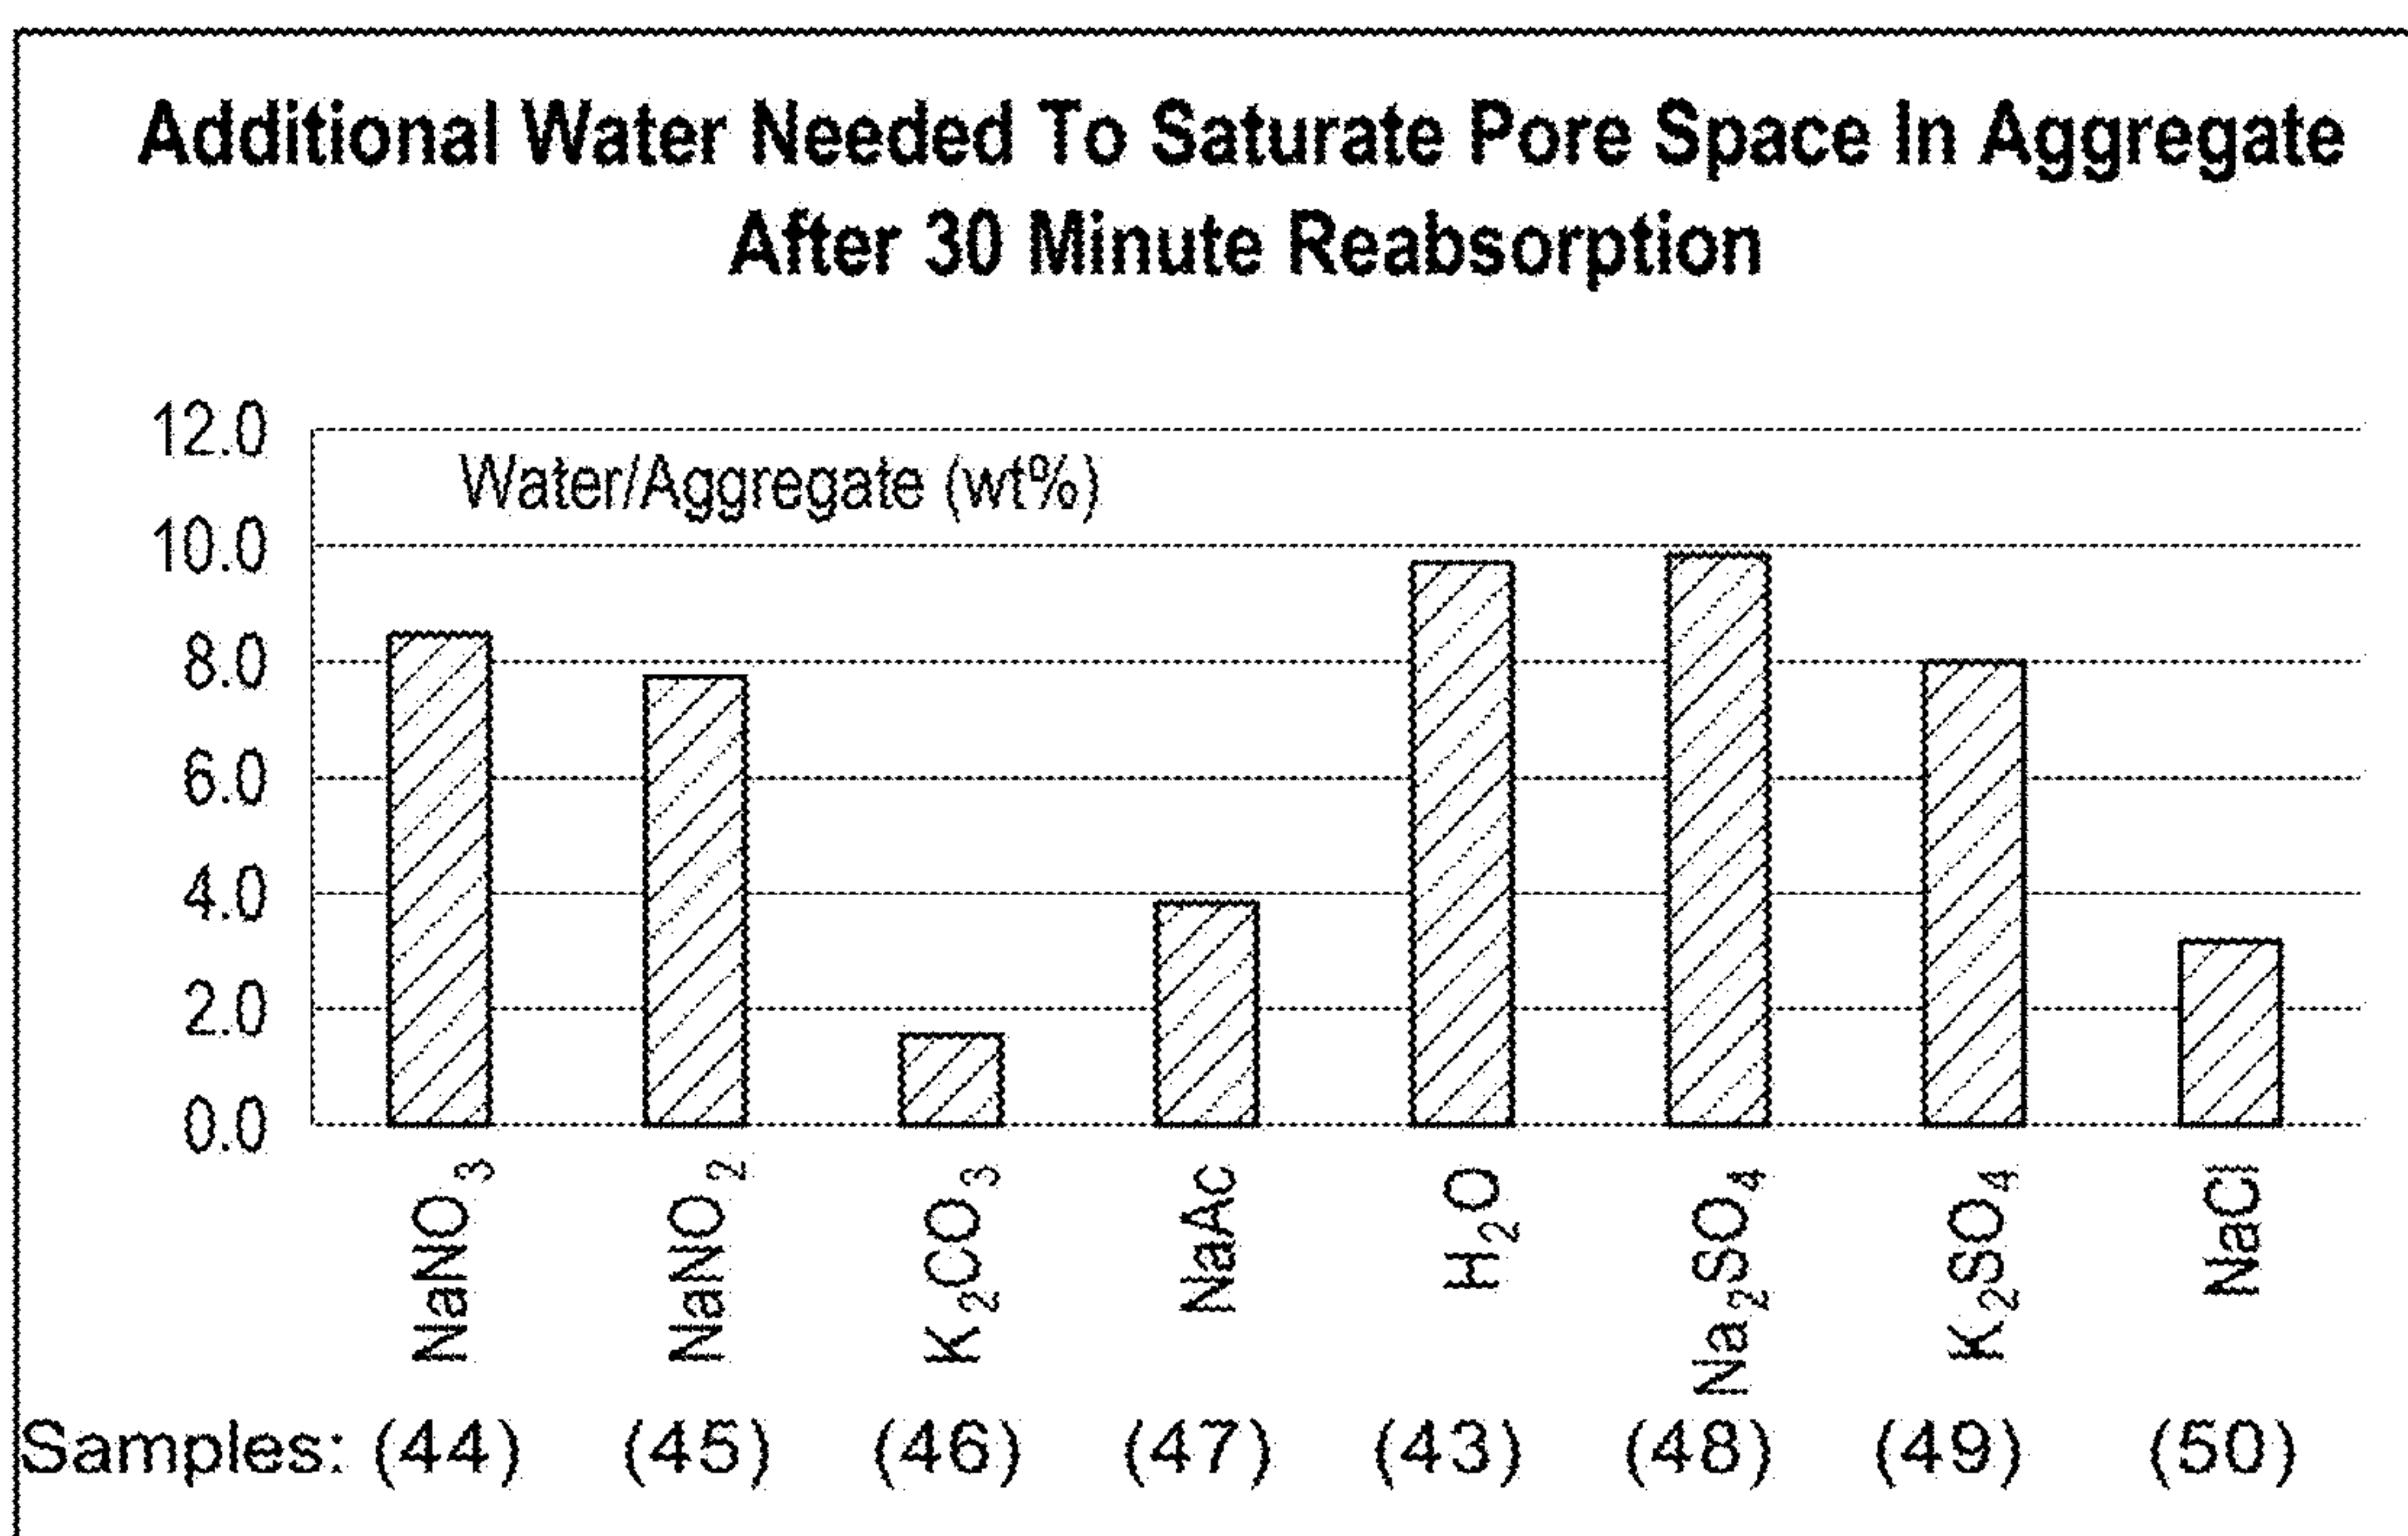 Additional Water Needed To Saturate Pore Space In Aggregate
After 30 Minute Reabsorption
12.0
Water/Aggregate (wt%)
10.0
8.0
6.0
4.0
2.0
0.0
NaNO₃
NaNO₂
K₂CO₃
NaAc
H₂O
Na₂SO₄
K₂SO₄
NaCl
Samples: (44) (45) (46) (47) (43) (48) (49) (50)